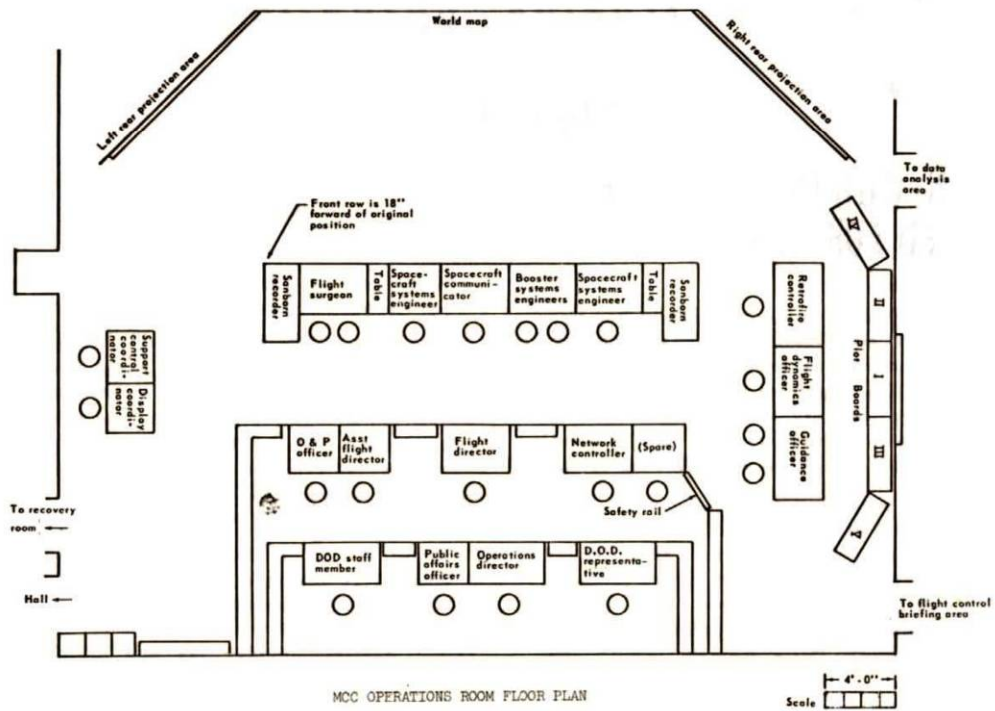 World map
Left rear projection area
Right rear projection area
To data
analysis
area
Front row is 18"
forward of original
position
Sanborn
recorder
Flight
surgeon
Table
Space-
craft
systems
engineer
Spacecraft
communi-
cator
Booster
systems
engineers
Spacecraft
systems
engineer
Table
Sanborn
recorder
Retrofire
controller
Flight
dynamics
officer
Guidance
officer
IV
II
I
III
V
Plot Boards
Support
control
coordi-
nator
Display
coordi-
nator
O & P
officer
Asst
flight
director
Flight
director
Network
controller
(Spare)
Safety rail
To recovery
room
Hall
DOD staff
member
Public
affairs
officer
Operations
director
D.O.D.
representa-
tive
To flight control
briefing area
MCC OPERATIONS ROOM FLOOR PLAN
4'-0"
Scale